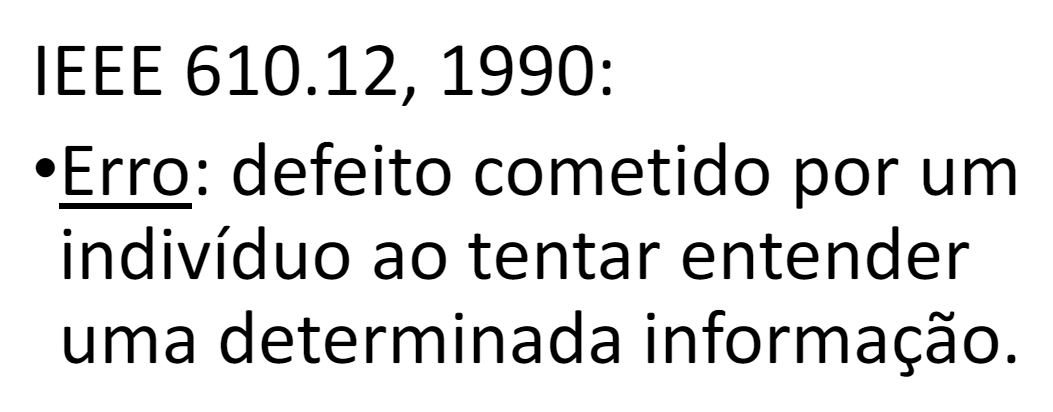 IEEE 610.12, 1990:
•Erro: defeito cometido por um
indivíduo ao tentar entender
uma determinada informação.